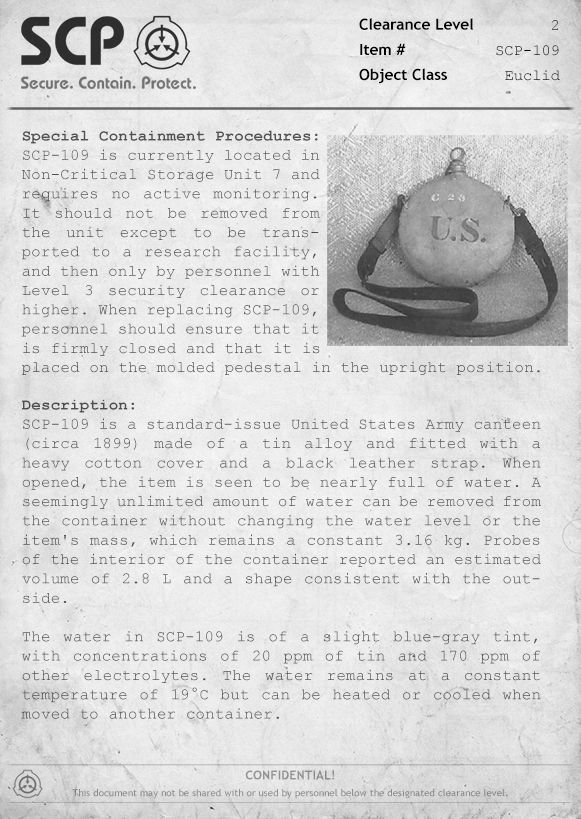 SCP
Secure. Contain. Protect.
Clearance Level 2
Item # SCP-109
Object Class Euclid
Special Containment Procedures:
SCP-109 is currently located in
Non-Critical Storage Unit 7 and
requires no active monitoring.
It should not be removed from
the unit except to be trans-
ported to a research facility,
and then only by personnel with
Level 3 security clearance or
higher. When replacing SCP-109,
personnel should ensure that it
is firmly closed and that it is
placed on the molded pedestal in the upright position.
C 20
U.S.
Description:
SCP-109 is a standard-issue United States Army canteen
(circa 1899) made of a tin alloy and fitted with a
heavy cotton cover and a black leather strap. When
opened, the item is seen to be nearly full of water. A
seemingly unlimited amount of water can be removed from
the container without changing the water level or the
item's mass, which remains a constant 3.16 kg. Probes
of the interior of the container reported an estimated
volume of 2.8 L and a shape consistent with the out-
side.
The water in SCP-109 is of a slight blue-gray tint,
with concentrations of 20 ppm of tin and 170 ppm of
other electrolytes. The water remains at a constant
temperature of 19°C but can be heated or cooled when
moved to another container.
CONFIDENTIAL!
This document may not be shared with or used by personnel below the designated clearance level.